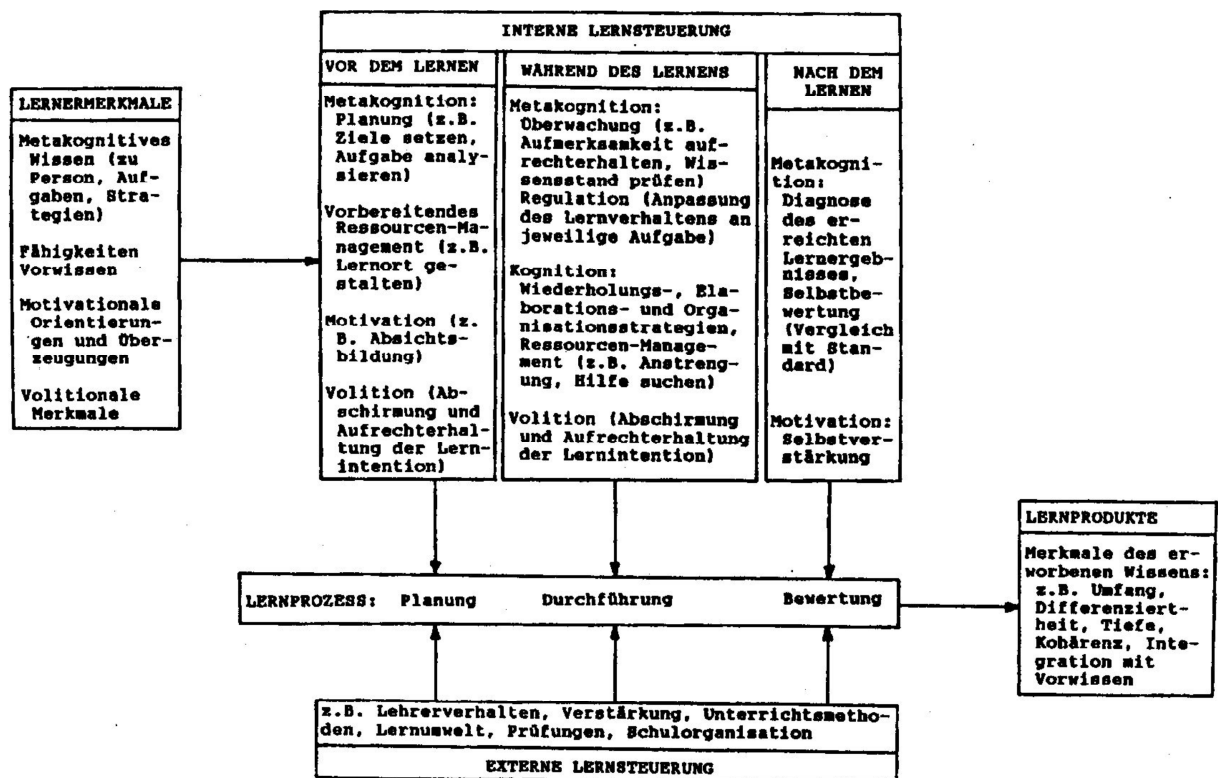 INTERNE LERNSTEUERUNG
LERNERMERKMALE
Metakognitives
Wissen (zu
Person, Auf-
gaben, Stra-
tegien)
Fähigkeiten
Vorwissen
Motivationale
Orientierun-
gen und Über-
zeugungen
Volitionale
Merkmale
VOR DEM LERNEN
Metakognition:
Planung (z.B.
Ziele setzen,
Aufgabe analy-
sieren)
Vorbereitendes
Ressourcen-Ma-
nagement (z.B.
Lernort ge-
stalten)
Motivation (z.
B. Absichts-
bildung)
Volition (Ab-
schirmung und
Aufrechterhal-
tung der Lern-
intention)
WÄHREND DES LERNENS
Metakognition:
Überwachung (z.B.
Aufmerksamkeit auf-
rechterhalten, Wis-
sensstand prüfen)
Regulation (Anpassung
des Lernverhaltens an
jeweilige Aufgabe)
Kognition:
Wiederholungs-, Ela-
borations- und Orga-
nisationsstrategien,
Ressourcen-Manage-
ment (z.B. Anstreng-
ung, Hilfe suchen)
Volition (Abschirmung
und Aufrechterhaltung
der Lernintention)
NACH DEM
LERNEN
Metakogni-
tion:
Diagnose
des er-
reichten
Lernergeb-
nisses,
Selbstbe-
wertung
(Vergleich
mit Stan-
dard)
Motivation:
Selbstver-
stärkung
LERNPROZESS: Planung Durchführung Bewertung
LERNPRODUKTE
Merkmale des er-
worbenen Wissens:
z.B. Umfang,
Differenziert-
heit, Tiefe,
Kohärenz, Inte-
gration mit
Vorwissen
z.B. Lehrerverhalten, Verstärkung, Unterrichtsmetho-
den, Lernumwelt, Prüfungen, Schulorganisation
EXTERNE LERNSTEUERUNG